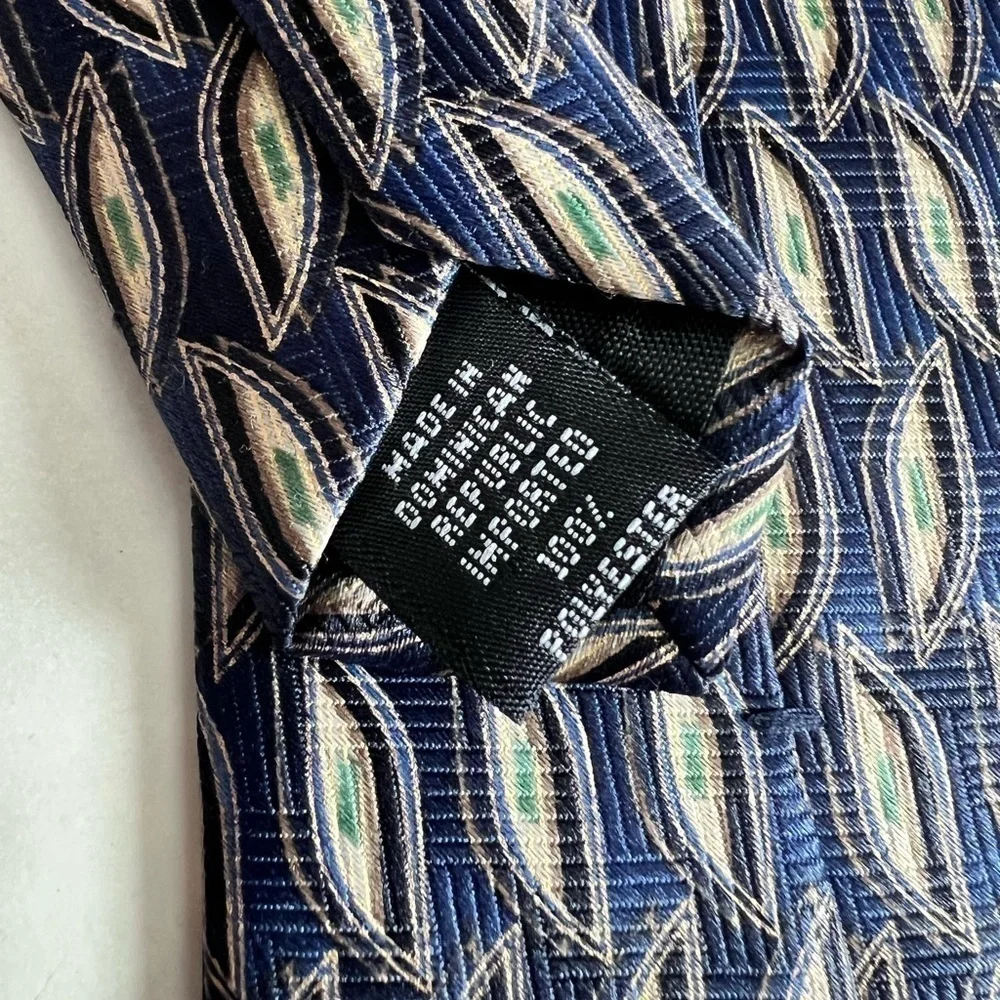 MADE IN
DOMINICAN
REPUBLIC
IMPORTED
100%
POLYESTER